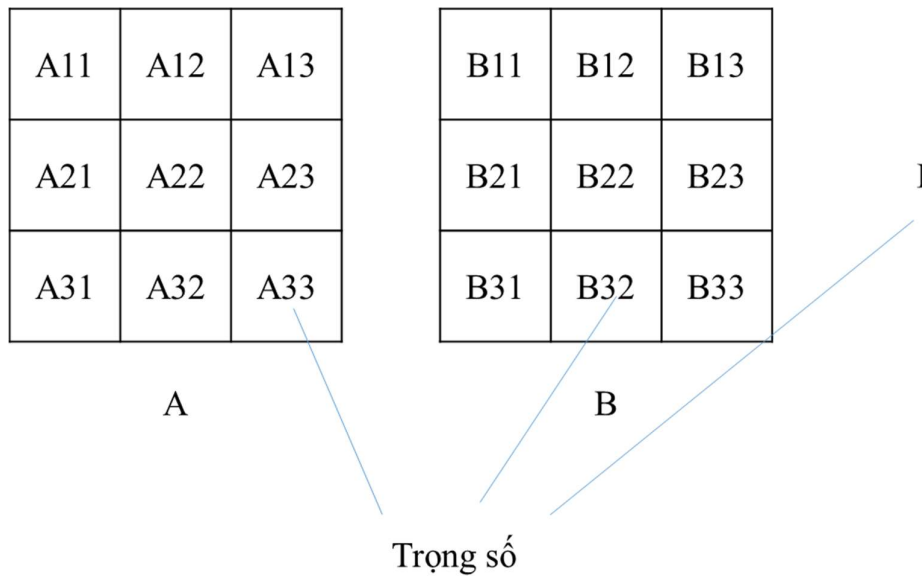 A11 A12 A13 B11 B12 B13
A21 A22 A23 B21 B22 B23
A31 A32 A33 B31 B32 B33
A B
Trọng số